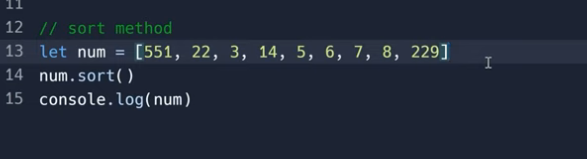 11
12 // sort method
13 let num = [551, 22, 3, 14, 5, 6, 7, 8, 229]
14 num.sort()
15 console.log(num)